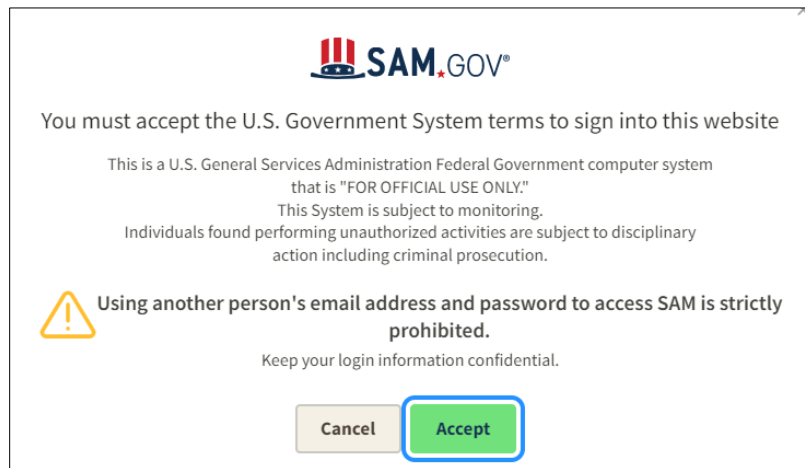 SAM.GOV®
You must accept the U.S. Government System terms to sign into this website
This is a U.S. General Services Administration Federal Government computer system
that is "FOR OFFICIAL USE ONLY."
This System is subject to monitoring.
Individuals found performing unauthorized activities are subject to disciplinary
action including criminal prosecution.
Using another person's email address and password to access SAM is strictly
prohibited.
Keep your login information confidential.
Cancel Accept